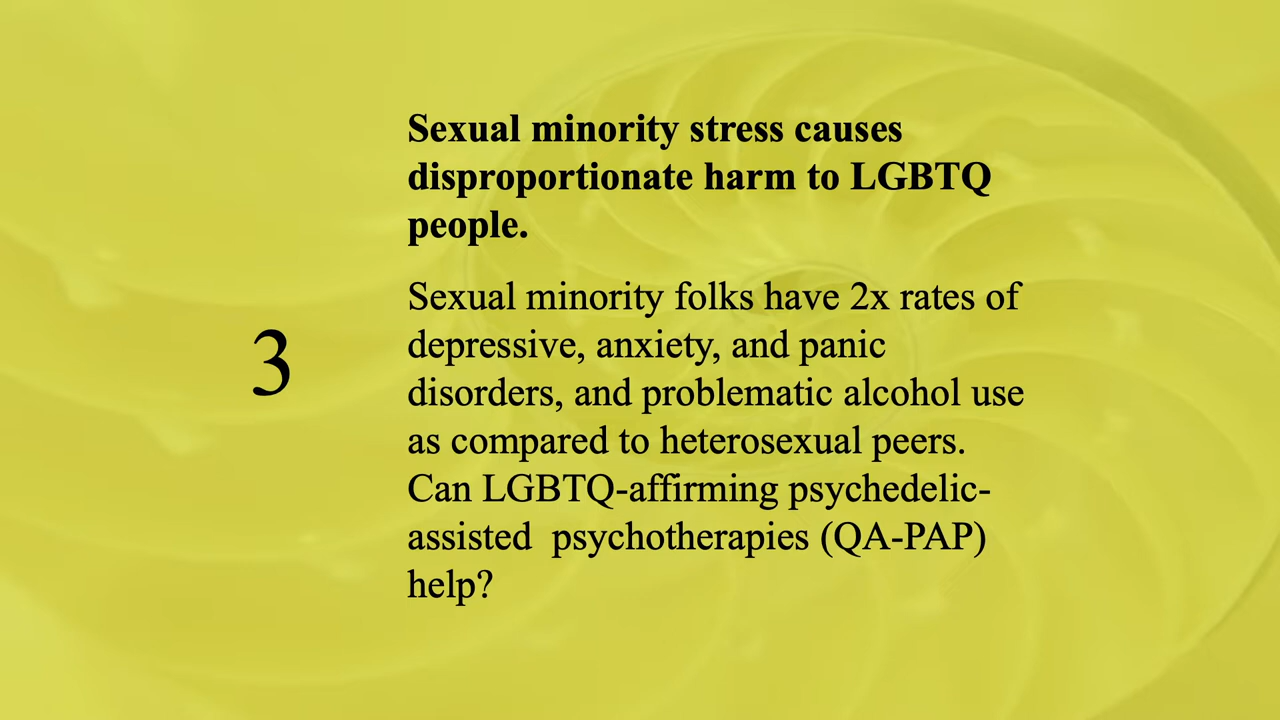 Sexual minority stress causes
disproportionate harm to LGBTQ
people.
3
Sexual minority folks have 2x rates of
depressive, anxiety, and panic
disorders, and problematic alcohol use
as compared to heterosexual peers.
Can LGBTQ-affirming psychedelic-
assisted  psychotherapies (QA-PAP)
help?